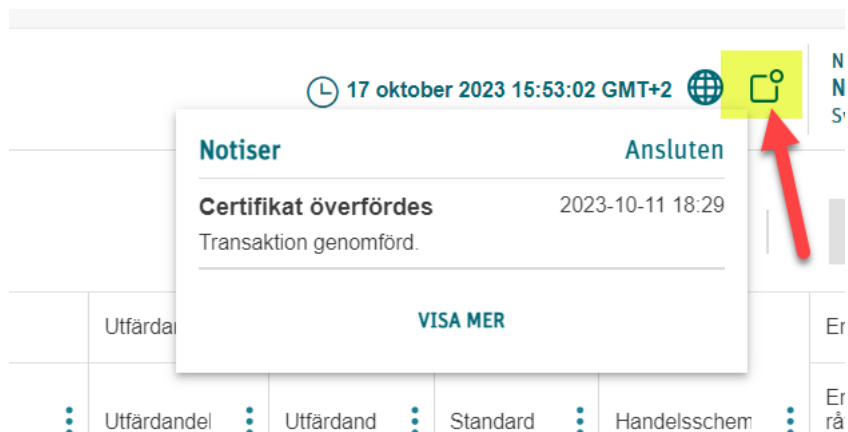 17 oktober 2023 15:53:02 GMT+2
Notiser Ansluten
Certifikat överfördes 2023-10-11 18:29
Transaktion genomförd.
VISA MER
Utfärdandel Utfärdand Standard Handelsschem